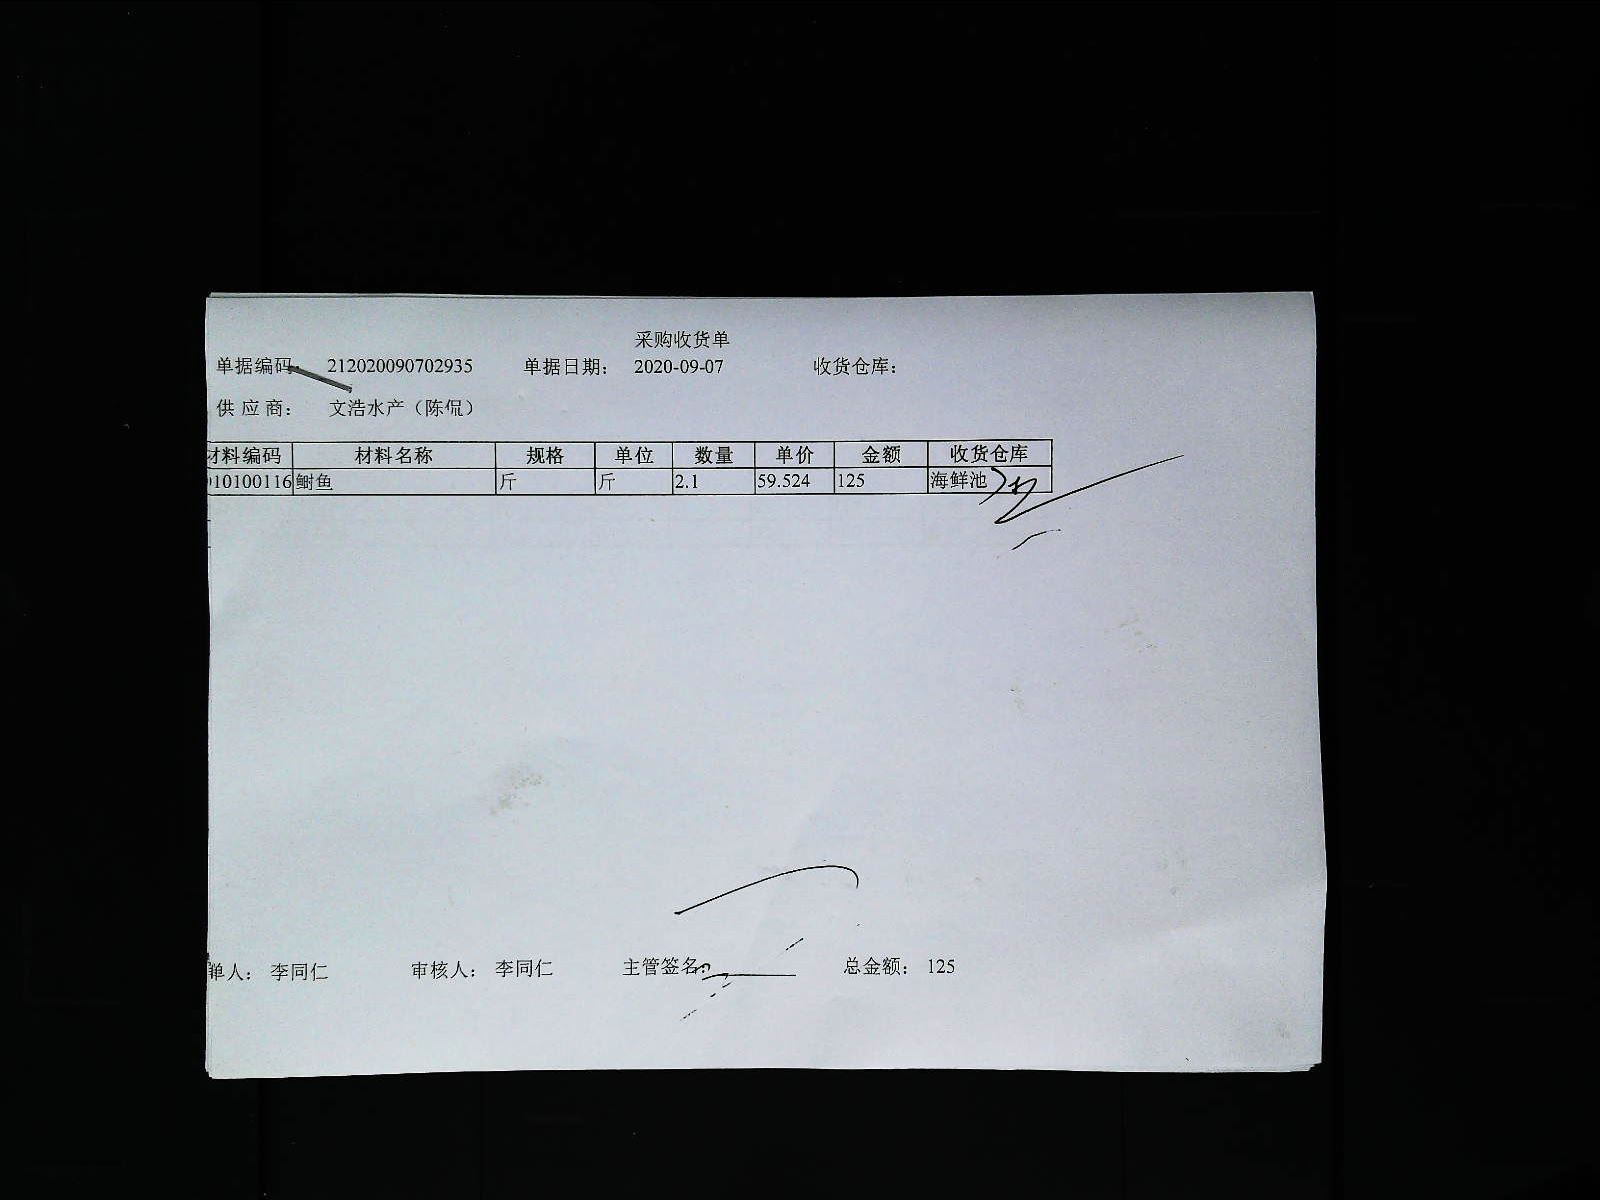 采购收货单
单据编码： 212020090702935 单据日期： 2020-09-07 收货仓库：
供 应 商： 文浩水产（陈侃）
材料编码 材料名称 规格 单位 数量 单价 金额 收货仓库
10100116 鲥鱼 斤 斤 2.1 59.524 125 海鲜池
单人： 李同仁 审核人： 李同仁 主管签名： 总金额： 125